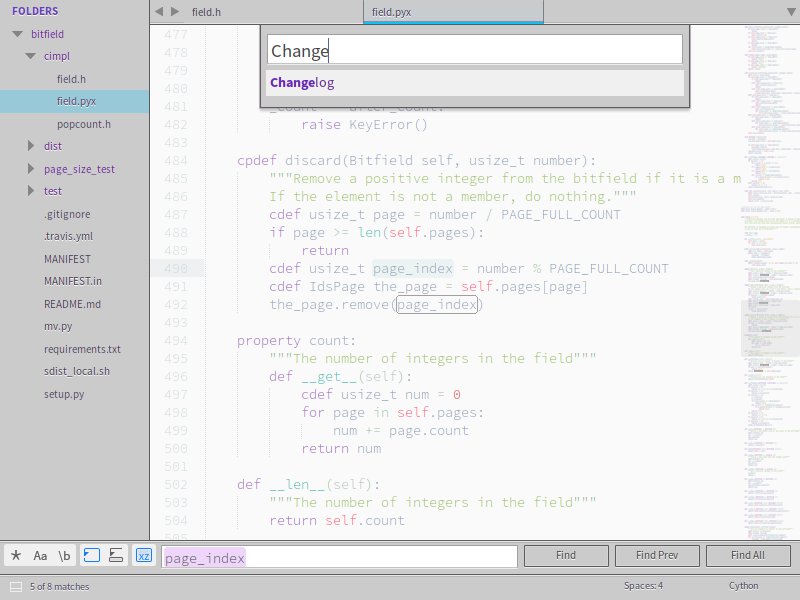 FOLDERS
bitfield
cimpl
field.h
field.pyx
popcount.h
dist
page_size_test
test
.gitignore
.travis.yml
MANIFEST
MANIFEST.in
README.md
mv.py
requirements.txt
sdist_local.sh
setup.py
field.h
field.pyx
Change
Changelog
477
478
479
480
481 _count = after_count:
482 raise KeyError()
483
484 cpdef discard(Bitfield self, usize_t number):
485 """Remove a positive integer from the bitfield if it is a m
486 If the element is not a member, do nothing."""
487 cdef usize_t page = number / PAGE_FULL_COUNT
488 if page >= len(self.pages):
489 return
490 cdef usize_t page_index = number % PAGE_FULL_COUNT
491 cdef IdsPage the_page = self.pages[page]
492 the_page.remove(page_index)
493
494 property count:
495 """The number of integers in the field"""
496 def __get__(self):
497 cdef usize_t num = 0
498 for page in self.pages:
499 num += page.count
500 return num
501
502 def __len__(self):
503 """The number of integers in the field"""
504 return self.count
505
* Aa \b xz page_index Find Find Prev Find All
5 of 8 matches Spaces: 4 Cython